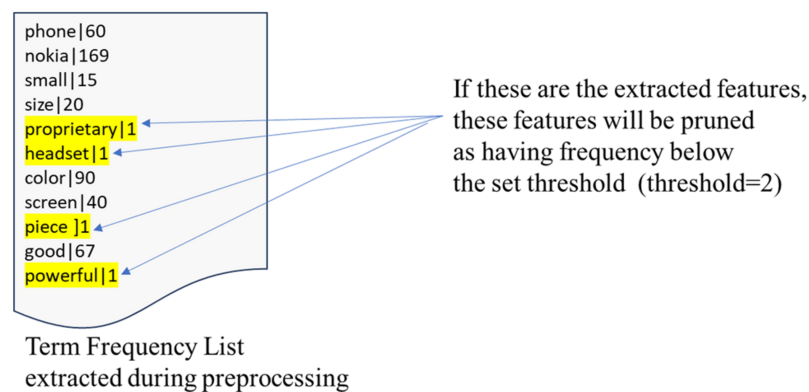 phone|60
nokia|169
small|15
size|20
proprietary|1
headset|1
color|90
screen|40
piece ]1
good|67
powerful|1
If these are the extracted features,
these features will be pruned
as having frequency below
the set threshold (threshold=2)
Term Frequency List
extracted during preprocessing